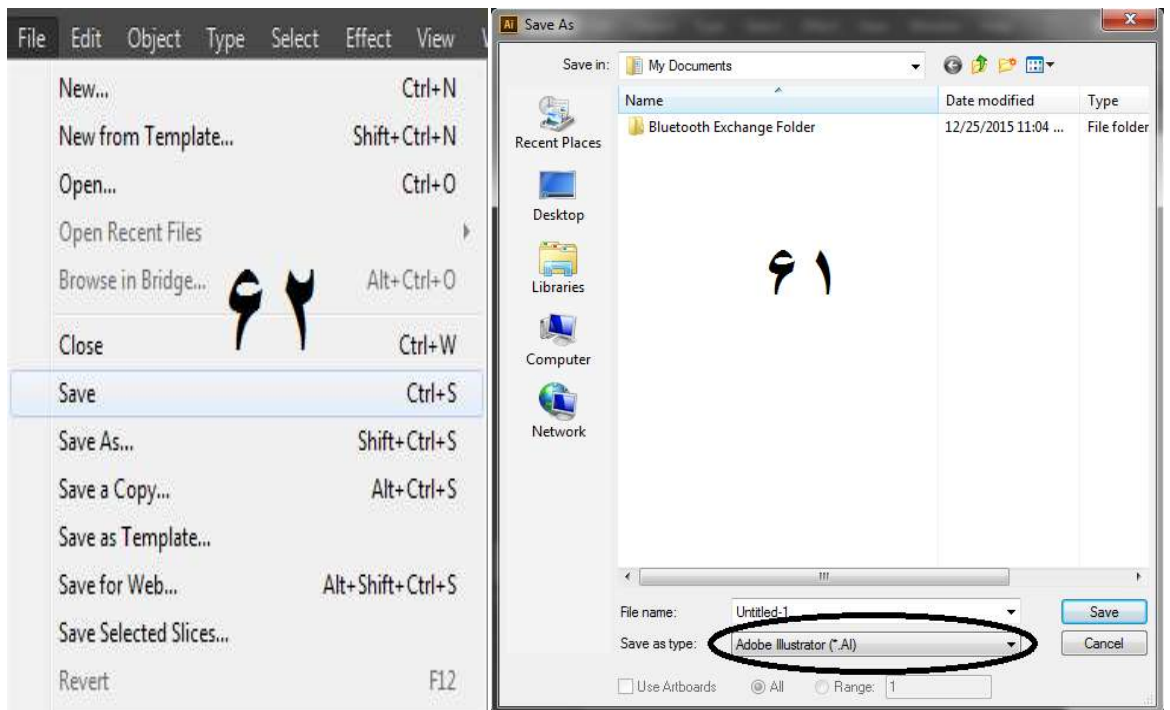 File Edit Object Type Select Effect View
New... Ctrl+N
New from Template... Shift+Ctrl+N
Open... Ctrl+O
Open Recent Files
Browse in Bridge... Alt+Ctrl+O
۶۲
Close Ctrl+W
Save Ctrl+S
Save As... Shift+Ctrl+S
Save a Copy... Alt+Ctrl+S
Save as Template...
Save for Web... Alt+Shift+Ctrl+S
Save Selected Slices...
Revert F12
Ai Save As
Save in: My Documents
Name Date modified Type
Bluetooth Exchange Folder 12/25/2015 11:04 ... File folder
Recent Places
Desktop
Libraries
Computer
Network
۶۱
File name: Untitled-1 Save
Save as type: Adobe Illustrator (*.AI) Cancel
Use Artboards All Range: 1